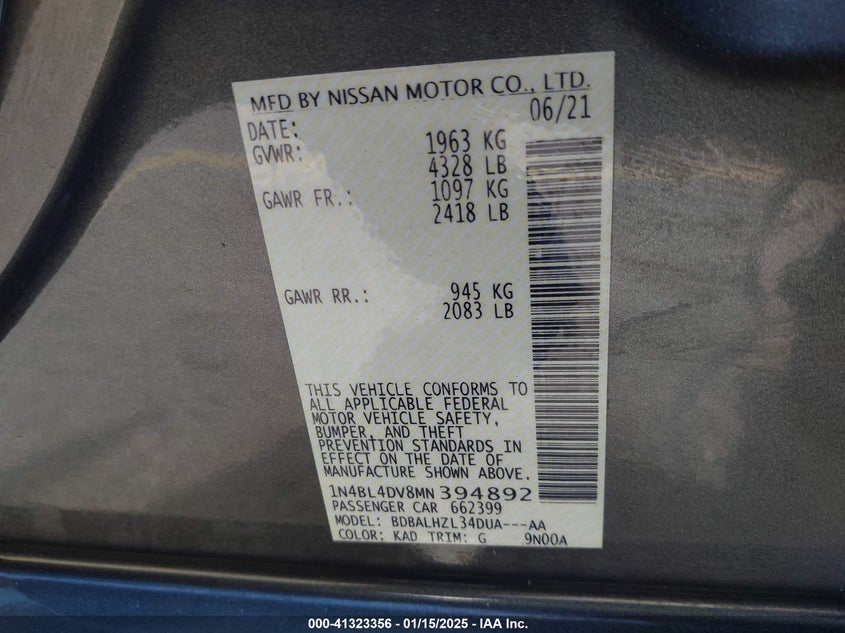 MFD BY NISSAN MOTOR CO., LTD.
DATE: 06/21
GVWR: 1963 KG
4328 LB
GAWR FR.: 1097 KG
2418 LB
GAWR RR.: 945 KG
2083 LB
THIS VEHICLE CONFORMS TO
ALL APPLICABLE FEDERAL
MOTOR VEHICLE SAFETY,
BUMPER, AND THEFT
PREVENTION STANDARDS IN
EFFECT ON THE DATE OF
MANUFACTURE SHOWN ABOVE.
1N4BL4DV8MN394892
PASSENGER CAR 662399
MODEL: BDBALHZL34DUA---AA
COLOR: KAD TRIM: G 9N00A
000-41323356 - 01/15/2025 - IAA Inc.